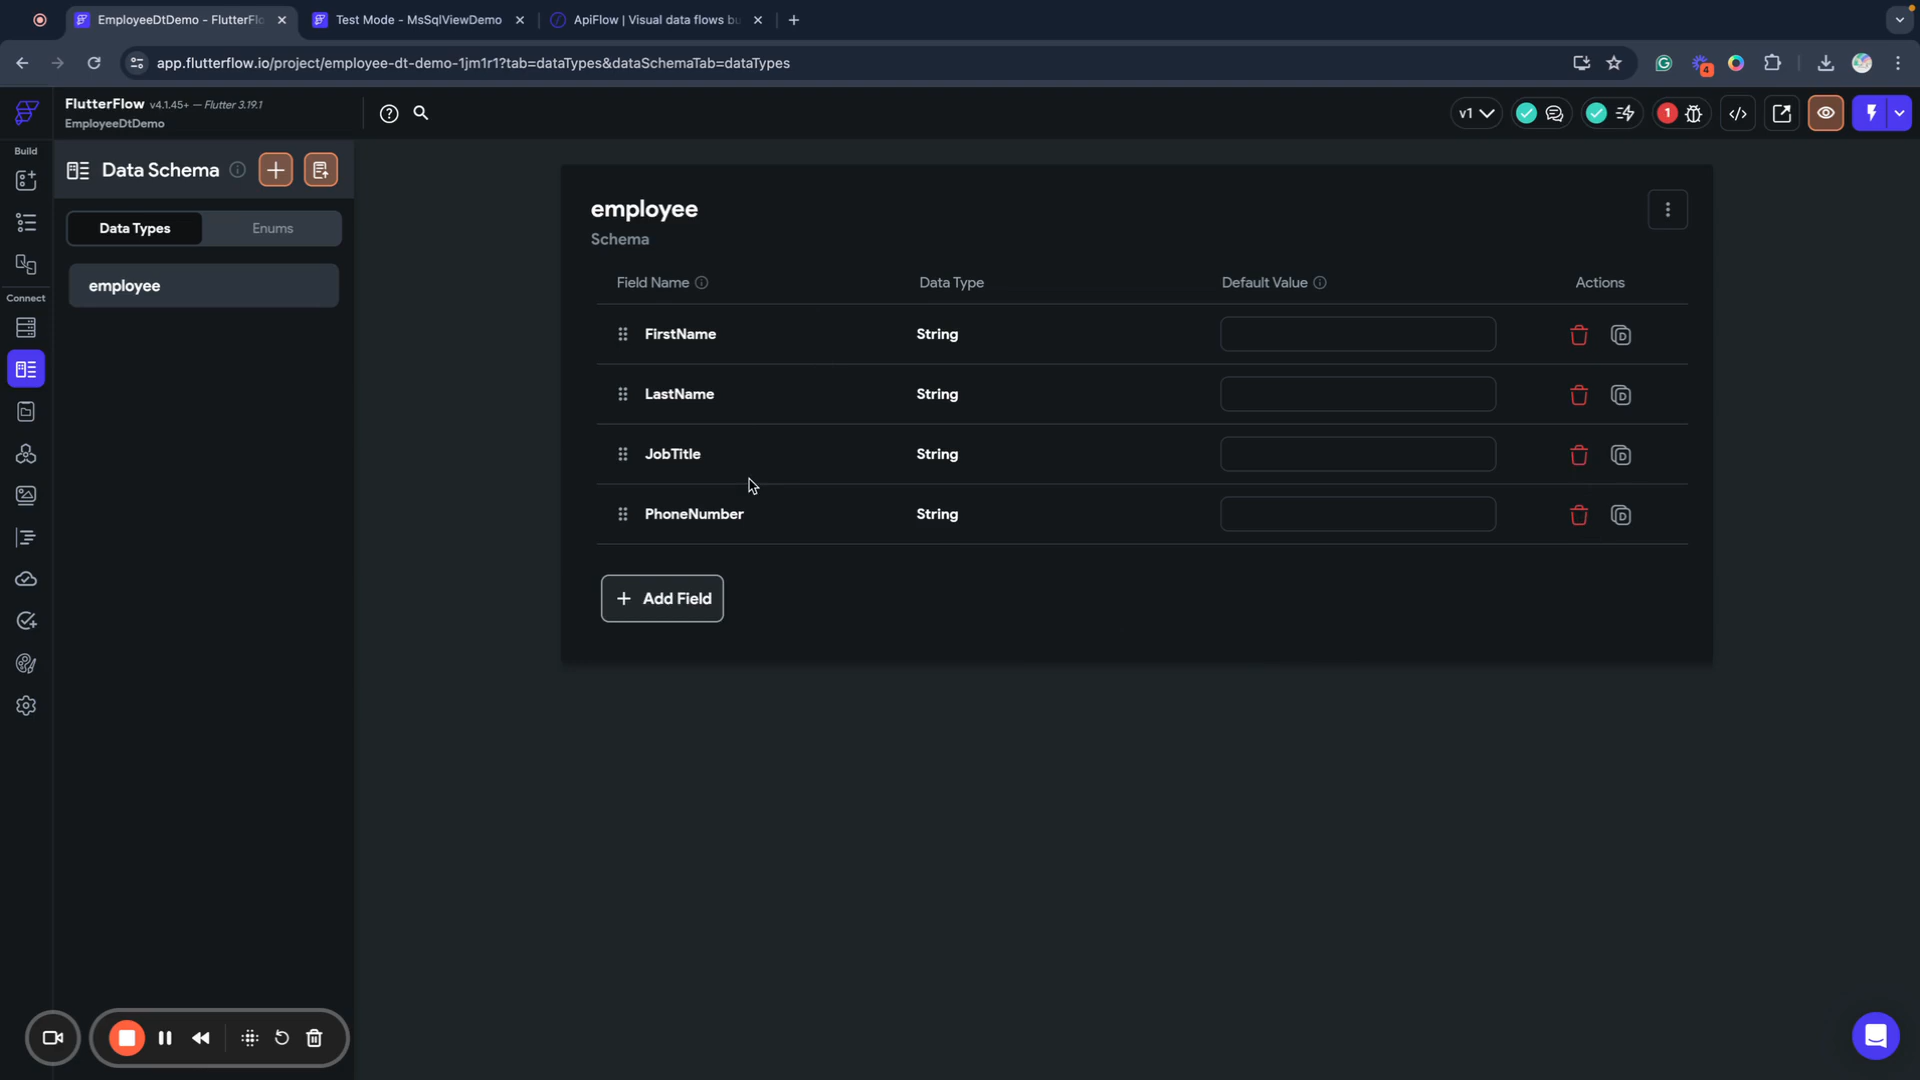 EmployeeDtDemo - FlutterFlo
Test Mode - MsSqlViewDemo
ApiFlow | Visual data flows bu
app.flutterflow.io/project/employee-dt-demo-1jm1r1?tab=dataTypes&dataSchemaTab=dataTypes
4
FlutterFlow v4.1.45+ — Flutter 3.19.1
EmployeeDtDemo
v1
1
Build
Data Schema
Data Types
Enums
employee
Connect
employee
Schema
Field Name
Data Type
Default Value
Actions
FirstName
String
LastName
String
JobTitle
String
PhoneNumber
String
+ Add Field